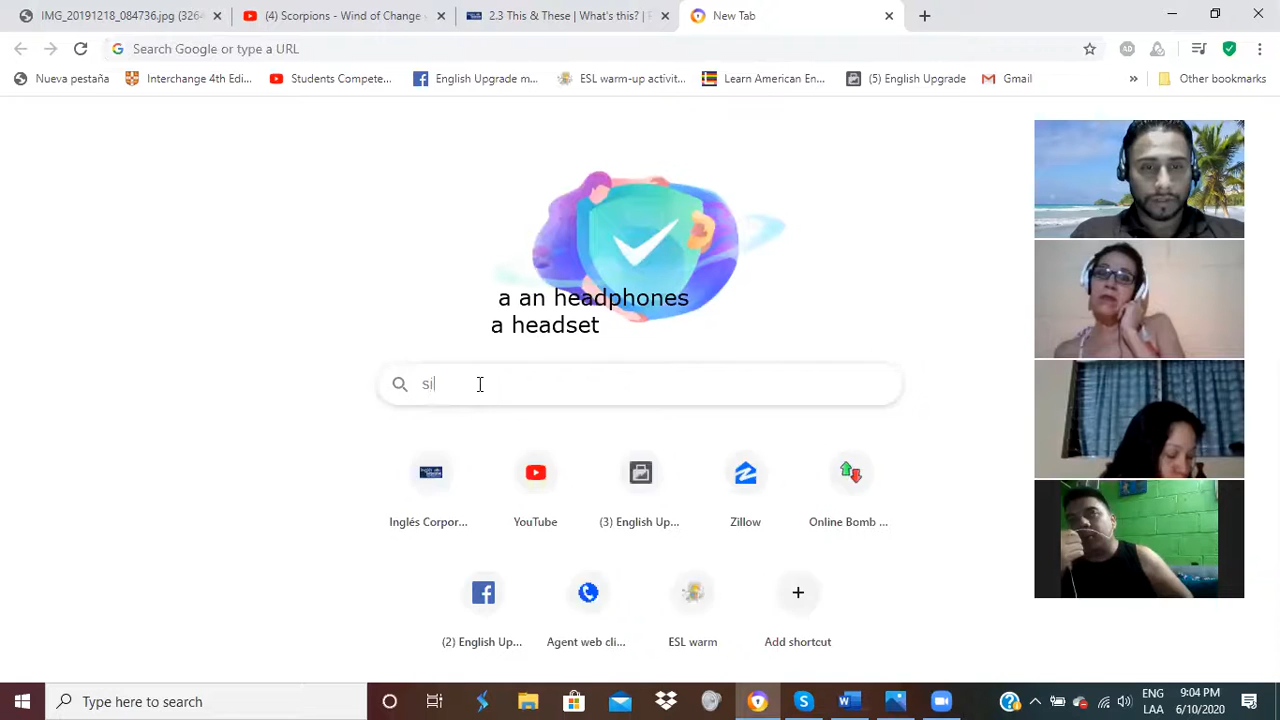 IMG_20191218_084736.jpg (3264
(4) Scorpions - Wind of Change
2.3 This & These | What's this? | F
New Tab
Search Google or type a URL
Nueva pestaña
Interchange 4th Edi...
Students Compete...
English Upgrade m...
ESL warm-up activit...
Learn American En...
(5) English Upgrade
Gmail
»
Other bookmarks
a an headphones
a headset
si
Inglés Corpor...
YouTube
(3) English Up...
Zillow
Online Bomb ...
(2) English Up...
Agent web cli...
ESL warm
Add shortcut
Type here to search
ENG
LAA
9:04 PM
6/10/2020